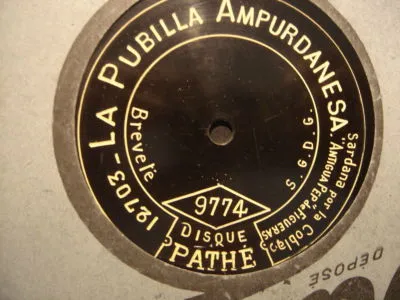 12703-LA PUBILLA AMPURDANESA,
Sardana por la Cobla
"ANTIGUA PEP" de FIGUERAS
Breveté
S.G.D.G.
9774
DISQUE
PATHÉ
DÉPOSÉ